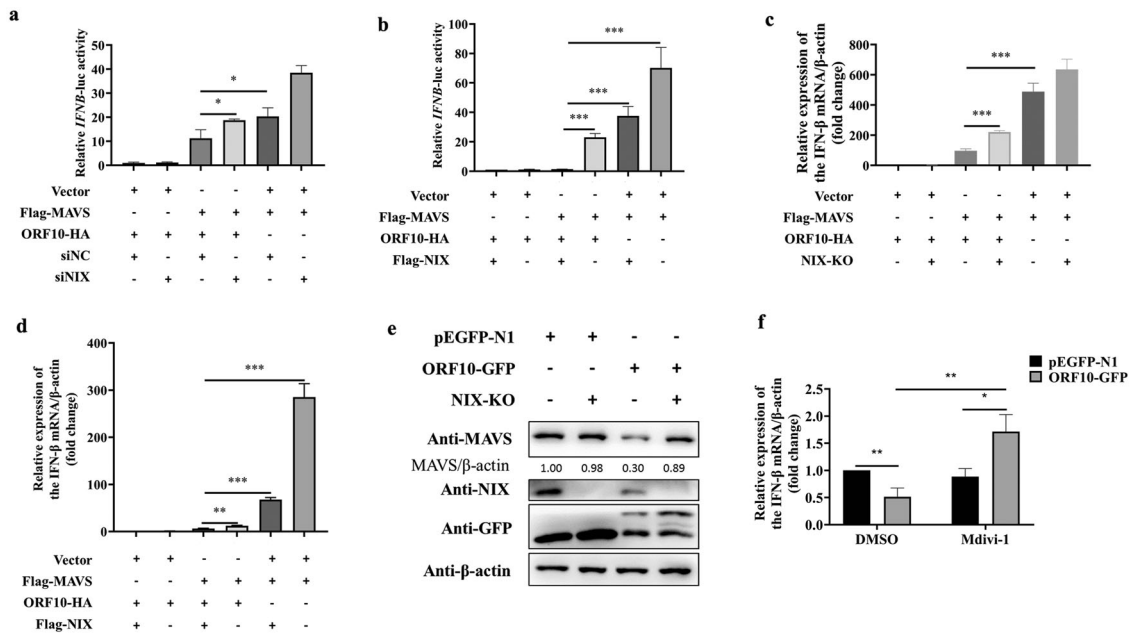 a
Relative IFNB-luc activity
50
40
30
20
10
0
*
*
Vector + + - - + +
Flag-MAVS - - + + + +
ORF10-HA + + + + - -
siNC + - + - + -
siNIX - + - + - +
b
Relative IFNB-luc activity
100
80
60
40
20
0
***
***
***
Vector + + - - + +
Flag-MAVS - - + + + +
ORF10-HA + + + + - -
Flag-NIX + - + - + -
c
Relative expression of
the IFN-β mRNA/β-actin
(fold change)
800
600
400
200
0
***
***
Vector + + - - + +
Flag-MAVS - - + + + +
ORF10-HA + + + + - -
NIX-KO - + - + - +
d
Relative expression of
the IFN-β mRNA/β-actin
(fold change)
400
300
200
100
0
***
***
**
Vector + + - - + +
Flag-MAVS - - + + + +
ORF10-HA + + + + - -
Flag-NIX + - + - + -
e
pEGFP-N1 + + - -
ORF10-GFP - - + +
NIX-KO - + - +
Anti-MAVS
MAVS/β-actin 1.00 0.98 0.30 0.89
Anti-NIX
Anti-GFP
Anti-β-actin
f
pEGFP-N1
ORF10-GFP
Relative expression of
the IFN-β mRNA/β-actin
(fold change)
2.5
2.0
1.5
1.0
0.5
0.0
**
*
**
DMSO Mdivi-1